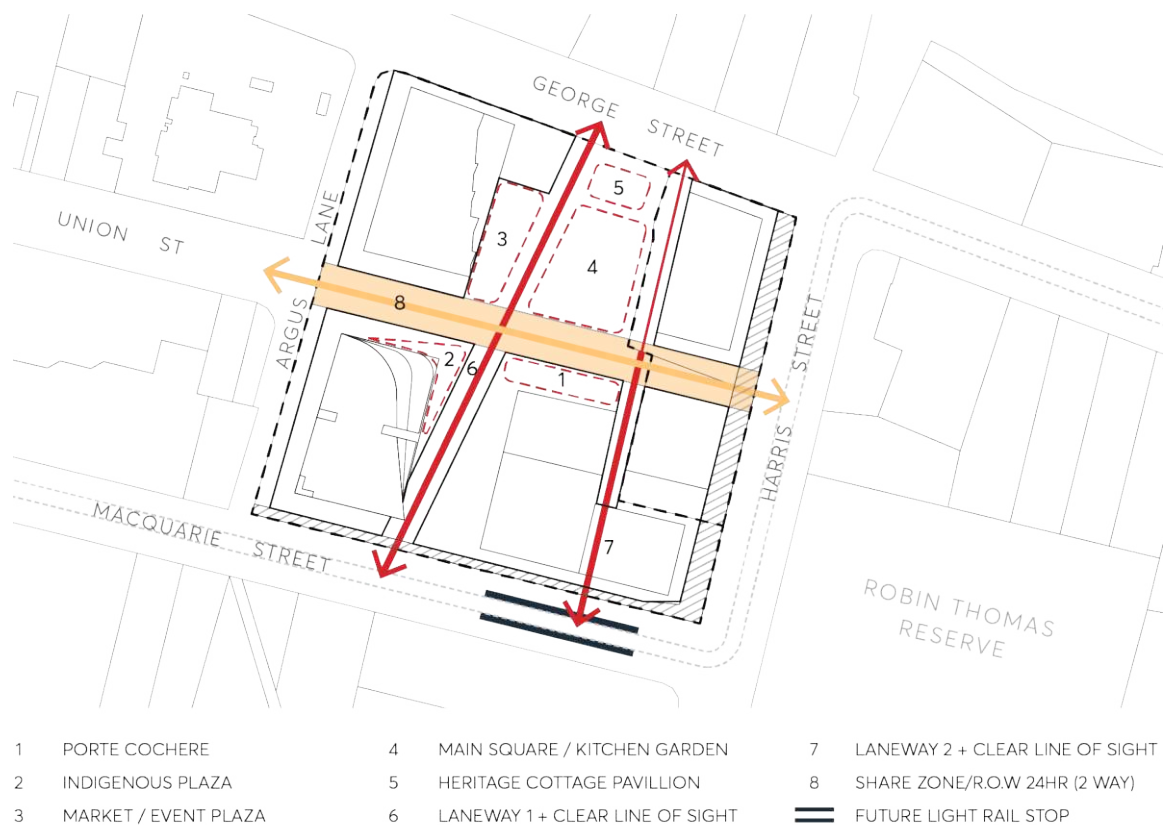 GEORGE STREET
UNION ST
ARGUS LANE
HARRIS STREET
MACQUARIE STREET
ROBIN THOMAS
RESERVE
5
3
4
8
2
6
1
7
1 PORTE COCHERE
2 INDIGENOUS PLAZA
3 MARKET / EVENT PLAZA
4 MAIN SQUARE / KITCHEN GARDEN
5 HERITAGE COTTAGE PAVILLION
6 LANEWAY 1 + CLEAR LINE OF SIGHT
7 LANEWAY 2 + CLEAR LINE OF SIGHT
8 SHARE ZONE/R.O.W 24HR (2 WAY)
FUTURE LIGHT RAIL STOP